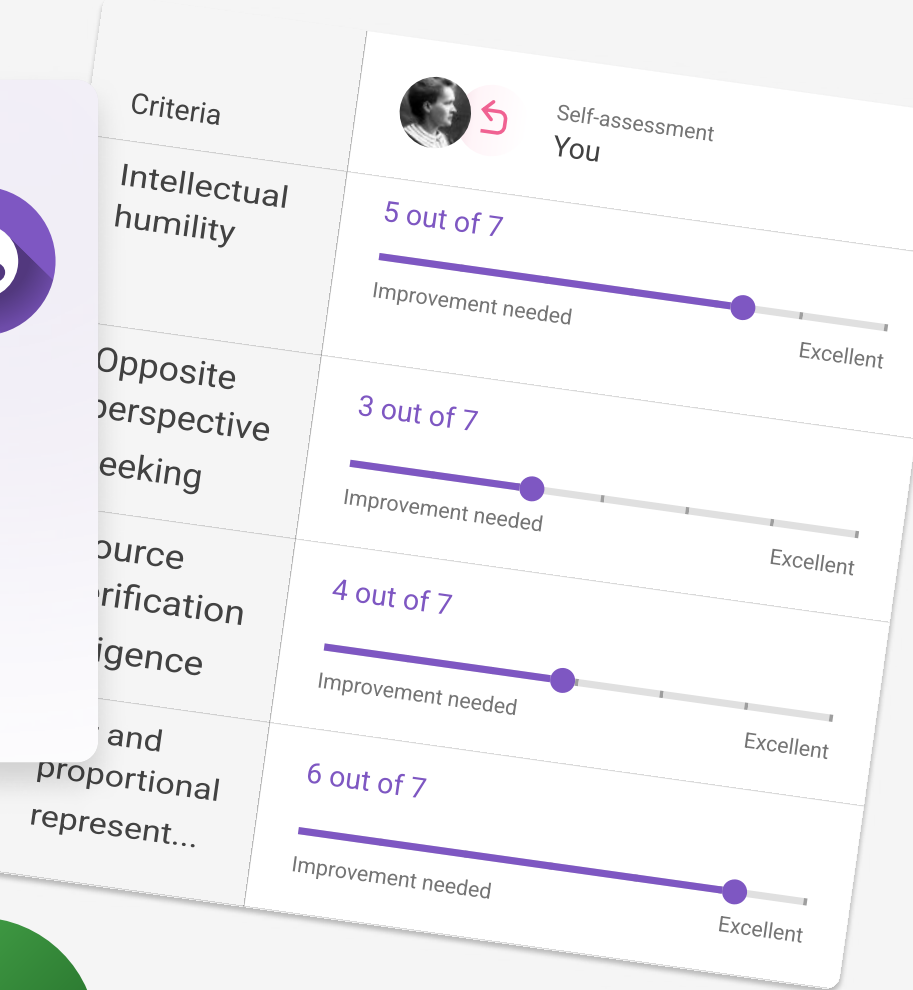 Criteria
Self-assessment
You
Intellectual
humility
5 out of 7
Improvement needed
Excellent
Opposite
perspective
eeking
3 out of 7
Improvement needed
Excellent
ource
rification
igence
4 out of 7
Improvement needed
Excellent
and
proportional
represent...
6 out of 7
Improvement needed
Excellent